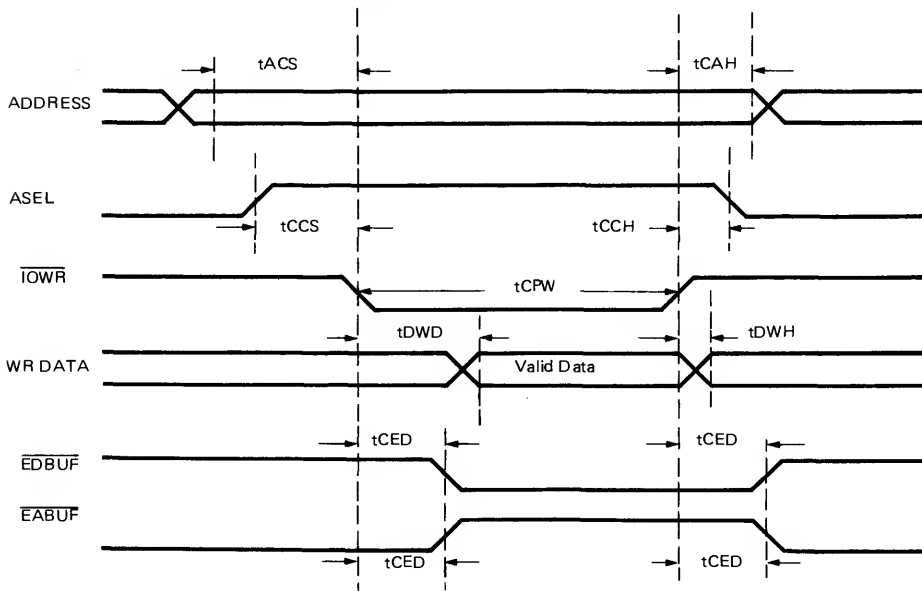 tACS
tCAH
ADDRESS
ASEL
tCCS
tCCH
IOWR
tCPW
tDWD
tDWH
WR DATA
Valid Data
tCED
tCED
EDBUF
EABUF
tCED
tCED